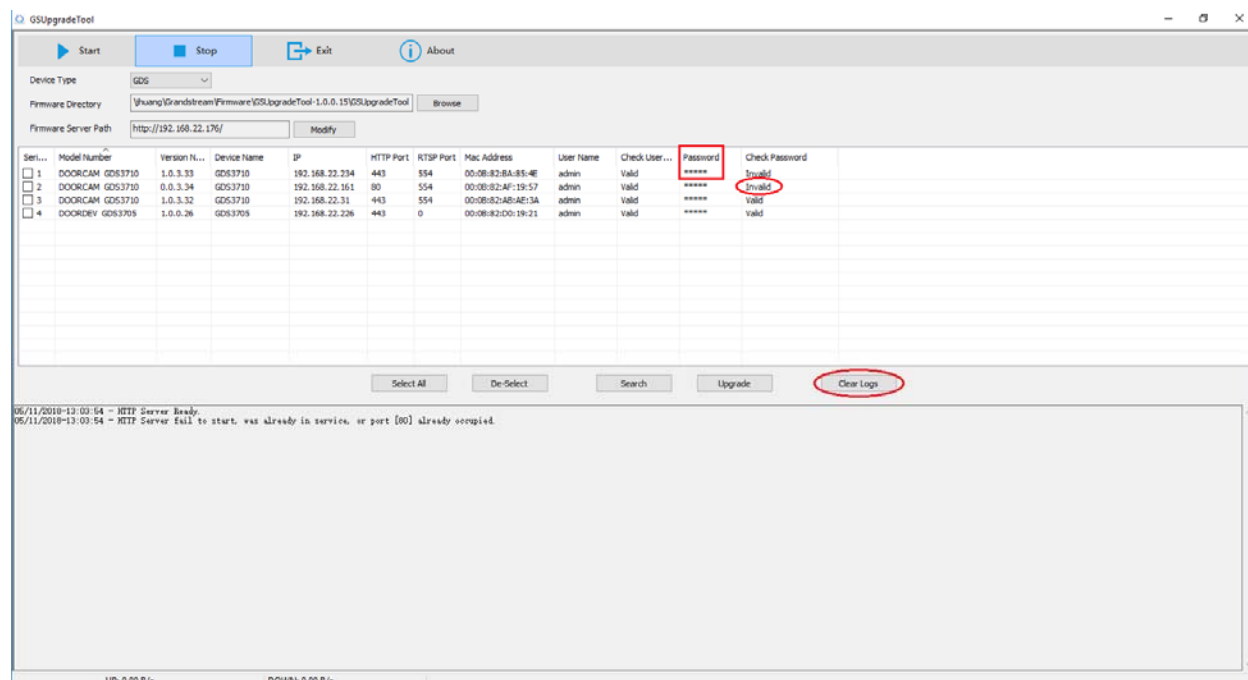 GSUpgradeTool
Start Stop Exit About
Device Type GDS
Firmware Directory \jhuang\Grandstream\Firmware\GSUpgradeTool-1.0.0.15\GSUpgradeTool Browse
Firmware Server Path http://192.168.22.176/ Modify
Seri... Model Number Version N... Device Name IP HTTP Port RTSP Port Mac Address User Name Check User... Password Check Password
1 DOORCAM GDS3710 1.0.3.33 GDS3710 192.168.22.234 443 554 00:0B:82:BA:85:4E admin Valid ***** Invalid
2 DOORCAM GDS3710 0.0.3.34 GDS3710 192.168.22.161 80 554 00:0B:82:AF:19:57 admin Valid ***** Invalid
3 DOORCAM GDS3710 1.0.3.32 GDS3710 192.168.22.31 443 554 00:0B:82:AB:AE:3A admin Valid ***** Valid
4 DOORDEV GDS3705 1.0.0.26 GDS3705 192.168.22.226 443 0 00:0B:82:D0:19:21 admin Valid ***** Valid
Select All De-Select Search Upgrade Clear Logs
05/11/2018-13:03:54 - HTTP Server Ready.
05/11/2018-13:03:54 - HTTP Server fail to start, was already in service, or port [80] already occupied.
UP: 0.00 B/s DOWN: 0.00 B/s